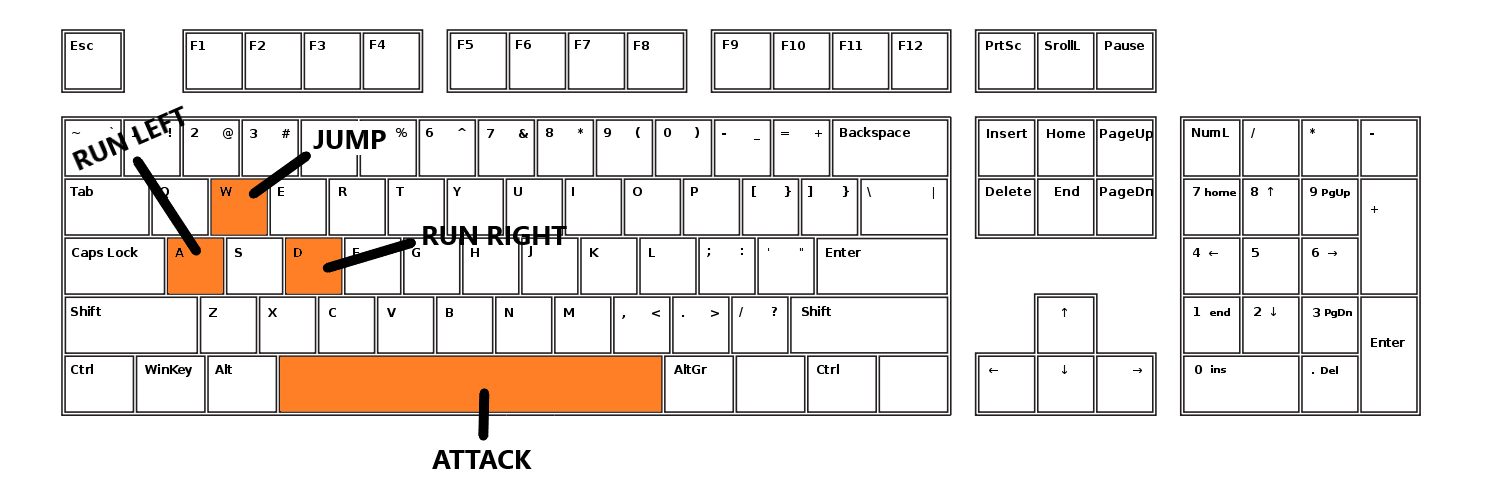 Esc F1 F2 F3 F4 F5 F6 F7 F8 F9 F10 F11 F12 PrtSc SrollL Pause
RUN LEFT
JUMP
~ ` 1 ! 2 @ 3 # % 6 ^ 7 & 8 * 9 ( 0 ) - _ = + Backspace Insert Home PageUp NumL / * -
Tab Q W E R T Y U I O P [ } ] } \ | Delete End PageDn 7 home 8 ↑ 9 PgUp +
RUN RIGHT
Caps Lock A S D F G H J K L ; : ' " Enter 4 ← 5 6 →
Shift Z X C V B N M , < . > / ? Shift ↑ 1 end 2 ↓ 3 PgDn Enter
Ctrl WinKey Alt AltGr Ctrl ← ↓ → 0 ins . Del
ATTACK